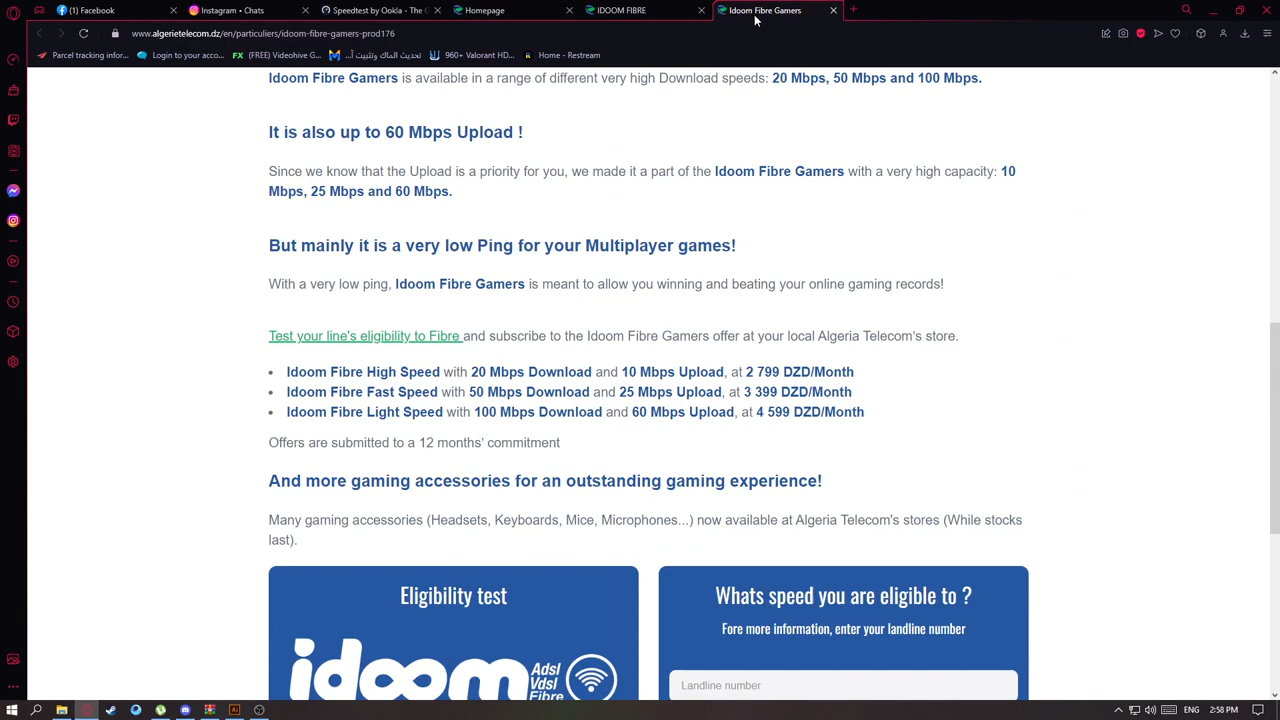 (1) Facebook
Instagram • Chats
Speedtest by Ookla - The
Homepage
IDOOM FIBRE
Idoom Fibre Gamers
www.algerietelecom.dz/en/particuliers/idoom-fibre-gamers-prod176
Parcel tracking infor...
Login to your acco...
FX (FREE) Videohive G...
تحديث الماك وتثبيت أ...
960+ Valorant HD...
Home - Restream
Idoom Fibre Gamers is available in a range of different very high Download speeds: 20 Mbps, 50 Mbps and 100 Mbps.
It is also up to 60 Mbps Upload !
Since we know that the Upload is a priority for you, we made it a part of the Idoom Fibre Gamers with a very high capacity: 10
Mbps, 25 Mbps and 60 Mbps.
But mainly it is a very low Ping for your Multiplayer games!
With a very low ping, Idoom Fibre Gamers is meant to allow you winning and beating your online gaming records!
Test your line's eligibility to Fibre and subscribe to the Idoom Fibre Gamers offer at your local Algeria Telecom's store.
• Idoom Fibre High Speed with 20 Mbps Download and 10 Mbps Upload, at 2 799 DZD/Month
• Idoom Fibre Fast Speed with 50 Mbps Download and 25 Mbps Upload, at 3 399 DZD/Month
• Idoom Fibre Light Speed with 100 Mbps Download and 60 Mbps Upload, at 4 599 DZD/Month
Offers are submitted to a 12 months' commitment
And more gaming accessories for an outstanding gaming experience!
Many gaming accessories (Headsets, Keyboards, Mice, Microphones...) now available at Algeria Telecom's stores (While stocks
last).
Eligibility test
idoom
Adsl
Vdsl
Fibre
Whats speed you are eligible to ?
Fore more information, enter your landline number
Landline number
ENG
2:58 PM